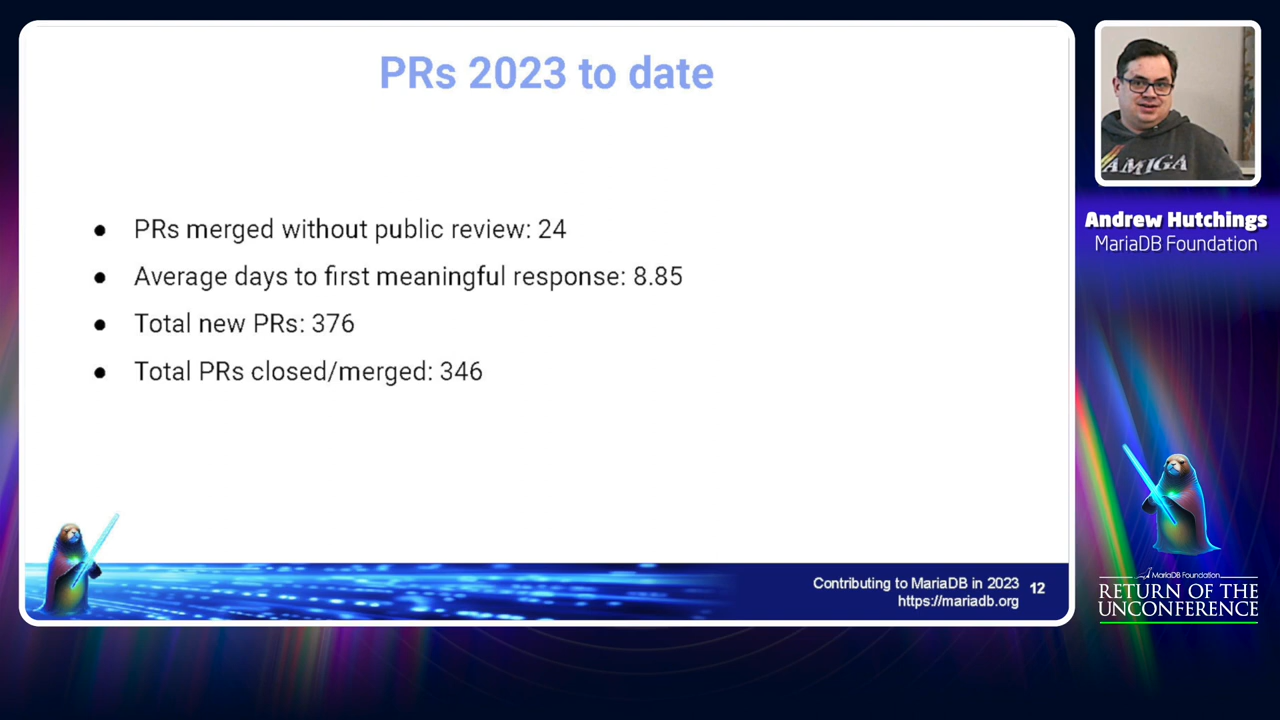 PRs 2023 to date
PRs merged without public review: 24
Average days to first meaningful response: 8.85
Total new PRs: 376
Total PRs closed/merged: 346
Contributing to MariaDB in 2023
https://mariadb.org
12
AMIGA
Andrew Hutchings
MariaDB Foundation
MariaDB Foundation
RETURN OF THE
UNCONFERENCE